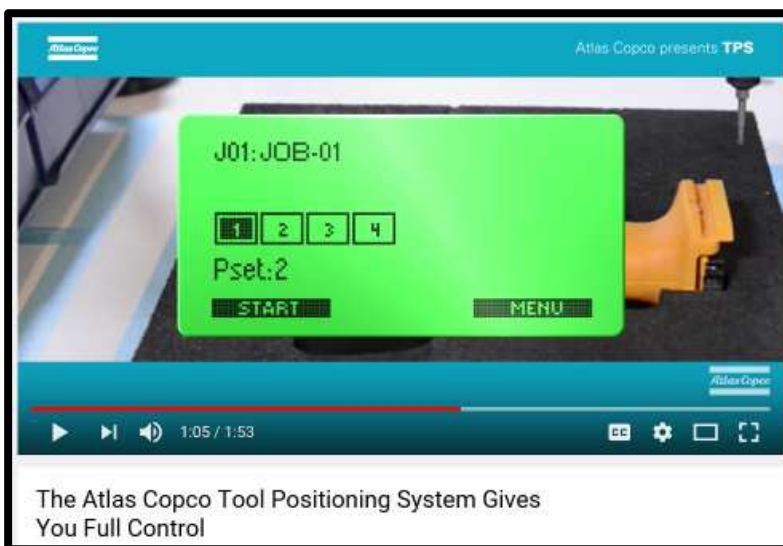 Atlas Copco
Atlas Copco presents TPS
J01:JOB-01
1 2 3 4
Pset:2
START MENU
Atlas Copco
1:05 / 1:53
CC
The Atlas Copco Tool Positioning System Gives
You Full Control